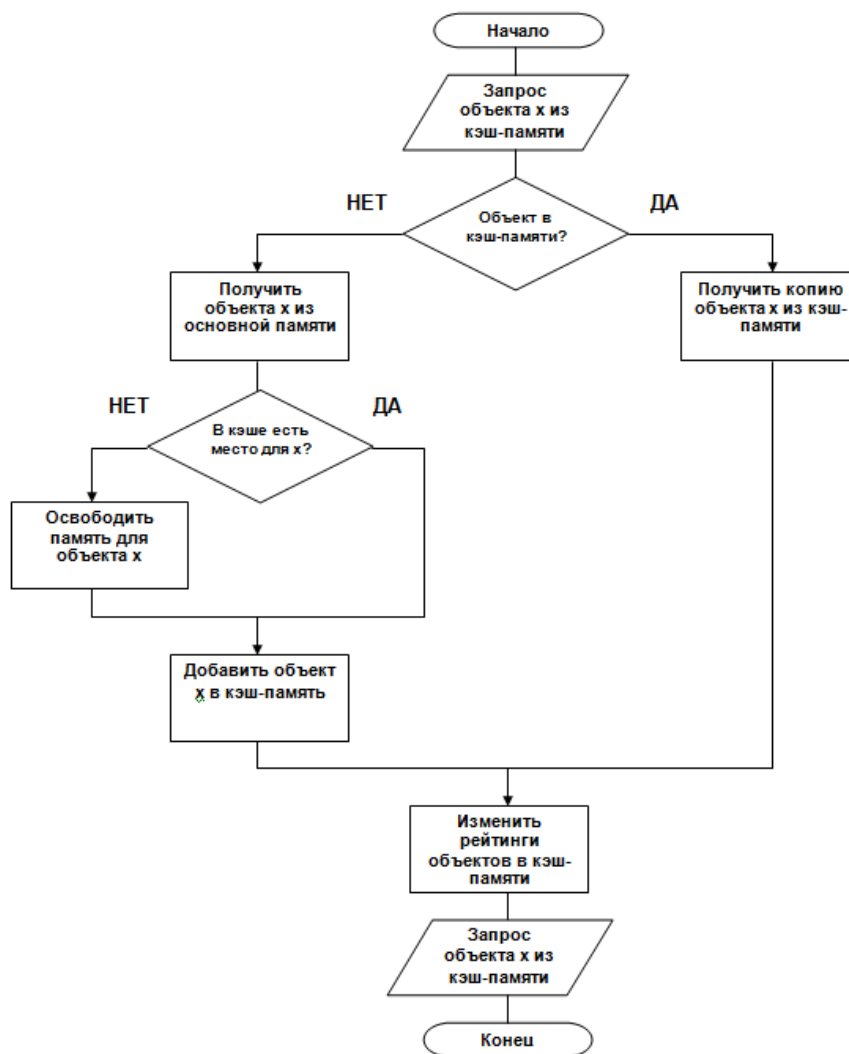 Начало
Запрос
объекта x из
кэш-памяти
НЕТ
ДА
Объект в
кэш-памяти?
Получить
объекта x из
основной памяти
Получить копию
объекта x из кэш-
памяти
НЕТ
ДА
В кэше есть
место для x?
Освободить
память для
объекта x
Добавить объект
x в кэш-память
Изменить
рейтинги
объектов в кэш-
памяти
Запрос
объекта x из
кэш-памяти
Конец